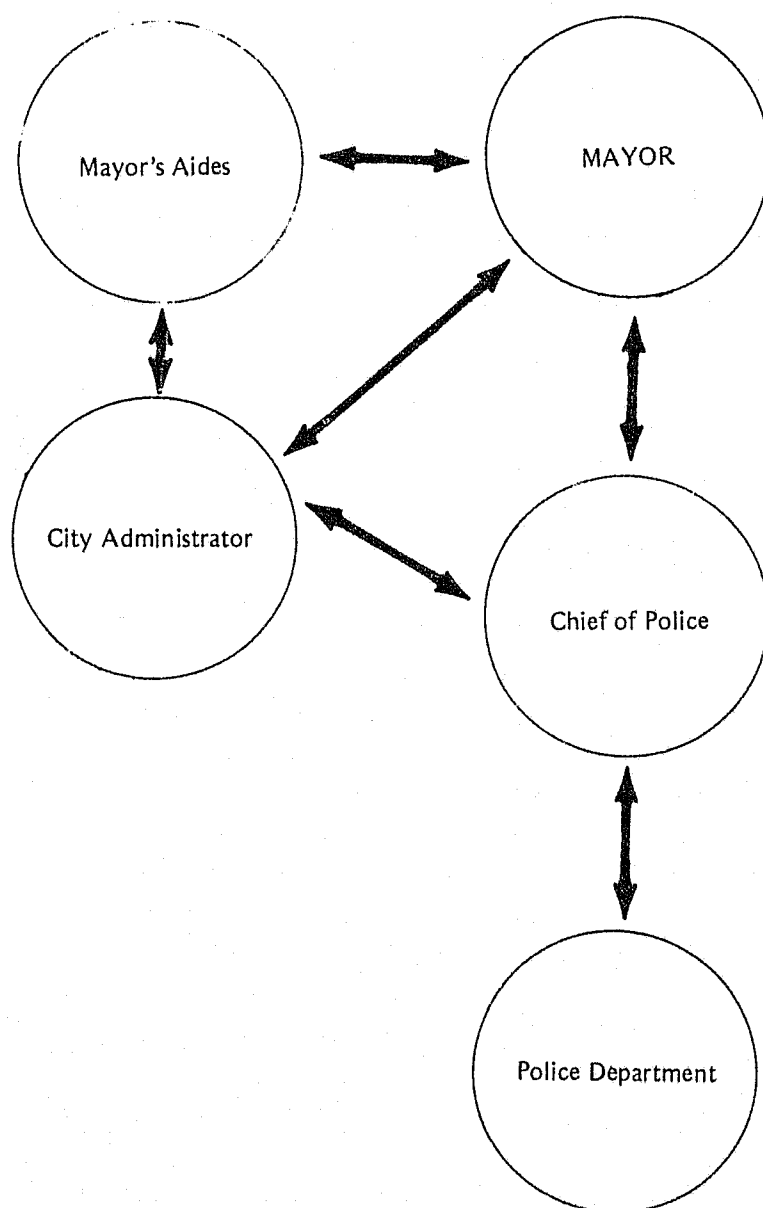 Mayor's Aides
MAYOR
City Administrator
Chief of Police
Police Department